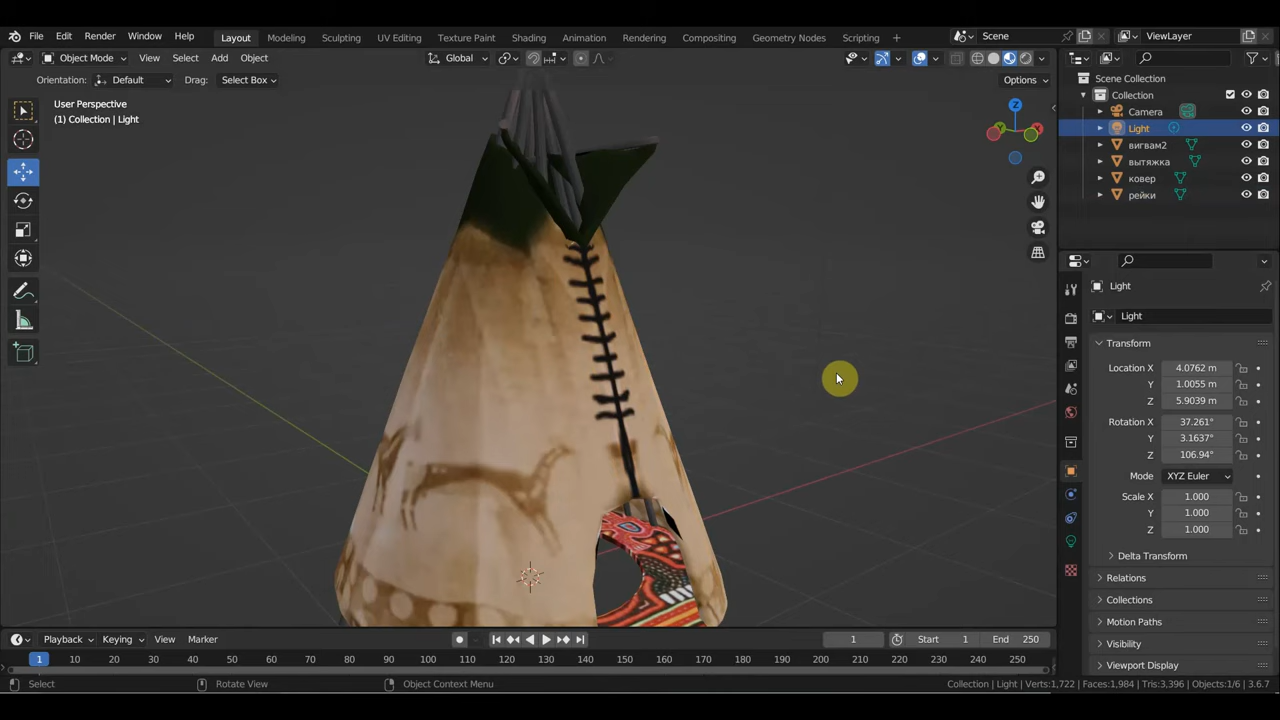 File Edit Render Window Help Layout Modeling Sculpting UV Editing Texture Paint Shading Animation Rendering Compositing Geometry Nodes Scripting + Scene ViewLayer
Object Mode View Select Add Object Global Options
Orientation: Default Drag: Select Box
User Perspective
(1) Collection | Light
Z
Y
X
Scene Collection
Collection
Camera
Light
вигвам2
вытяжка
ковер
рейки
Light
Light
Transform
Location X 4.0762 m
Y 1.0055 m
Z 5.9039 m
Rotation X 37.261°
Y 3.1637°
Z 106.94°
Mode XYZ Euler
Scale X 1.000
Y 1.000
Z 1.000
Delta Transform
Relations
Collections
Motion Paths
Visibility
Viewport Display
Playback Keying View Marker 1 Start 1 End 250
1 10 20 30 40 50 60 70 80 90 100 110 120 130 140 150 160 170 180 190 200 210 220 230 240 250
Select Rotate View Object Context Menu Collection | Light | Verts:1,722 | Faces:1,984 | Tris:3,396 | Objects:1/6 | 3.6.7